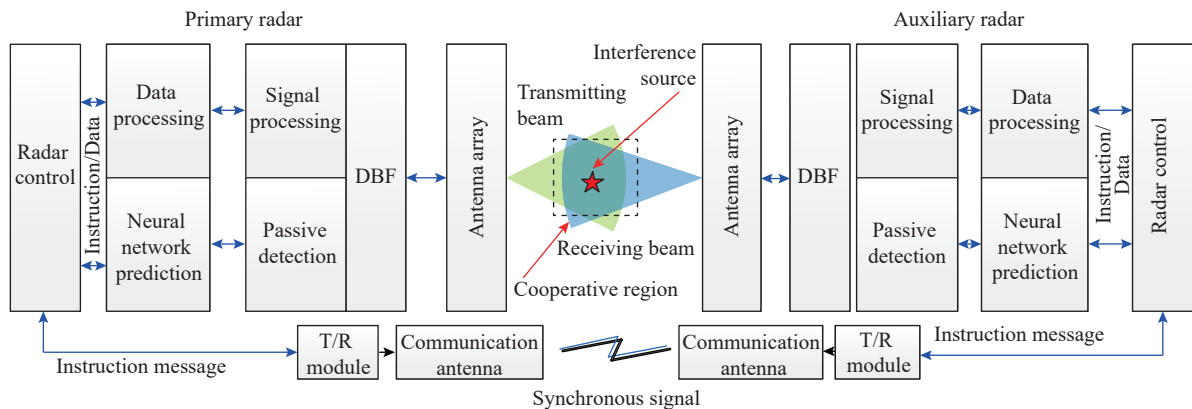 Primary radar
Auxiliary radar
Radar
control
Instruction/Data
Data
processing
Neural
network
prediction
Signal
processing
Passive
detection
DBF
Antenna array
Interference
source
Transmitting
beam
Receiving beam
Cooperative region
Antenna array
DBF
Signal
processing
Passive
detection
Data
processing
Neural
network
prediction
Instruction/
Data
Radar control
Instruction message
T/R
module
Communication
antenna
Synchronous signal
Communication
antenna
T/R
module
Instruction message